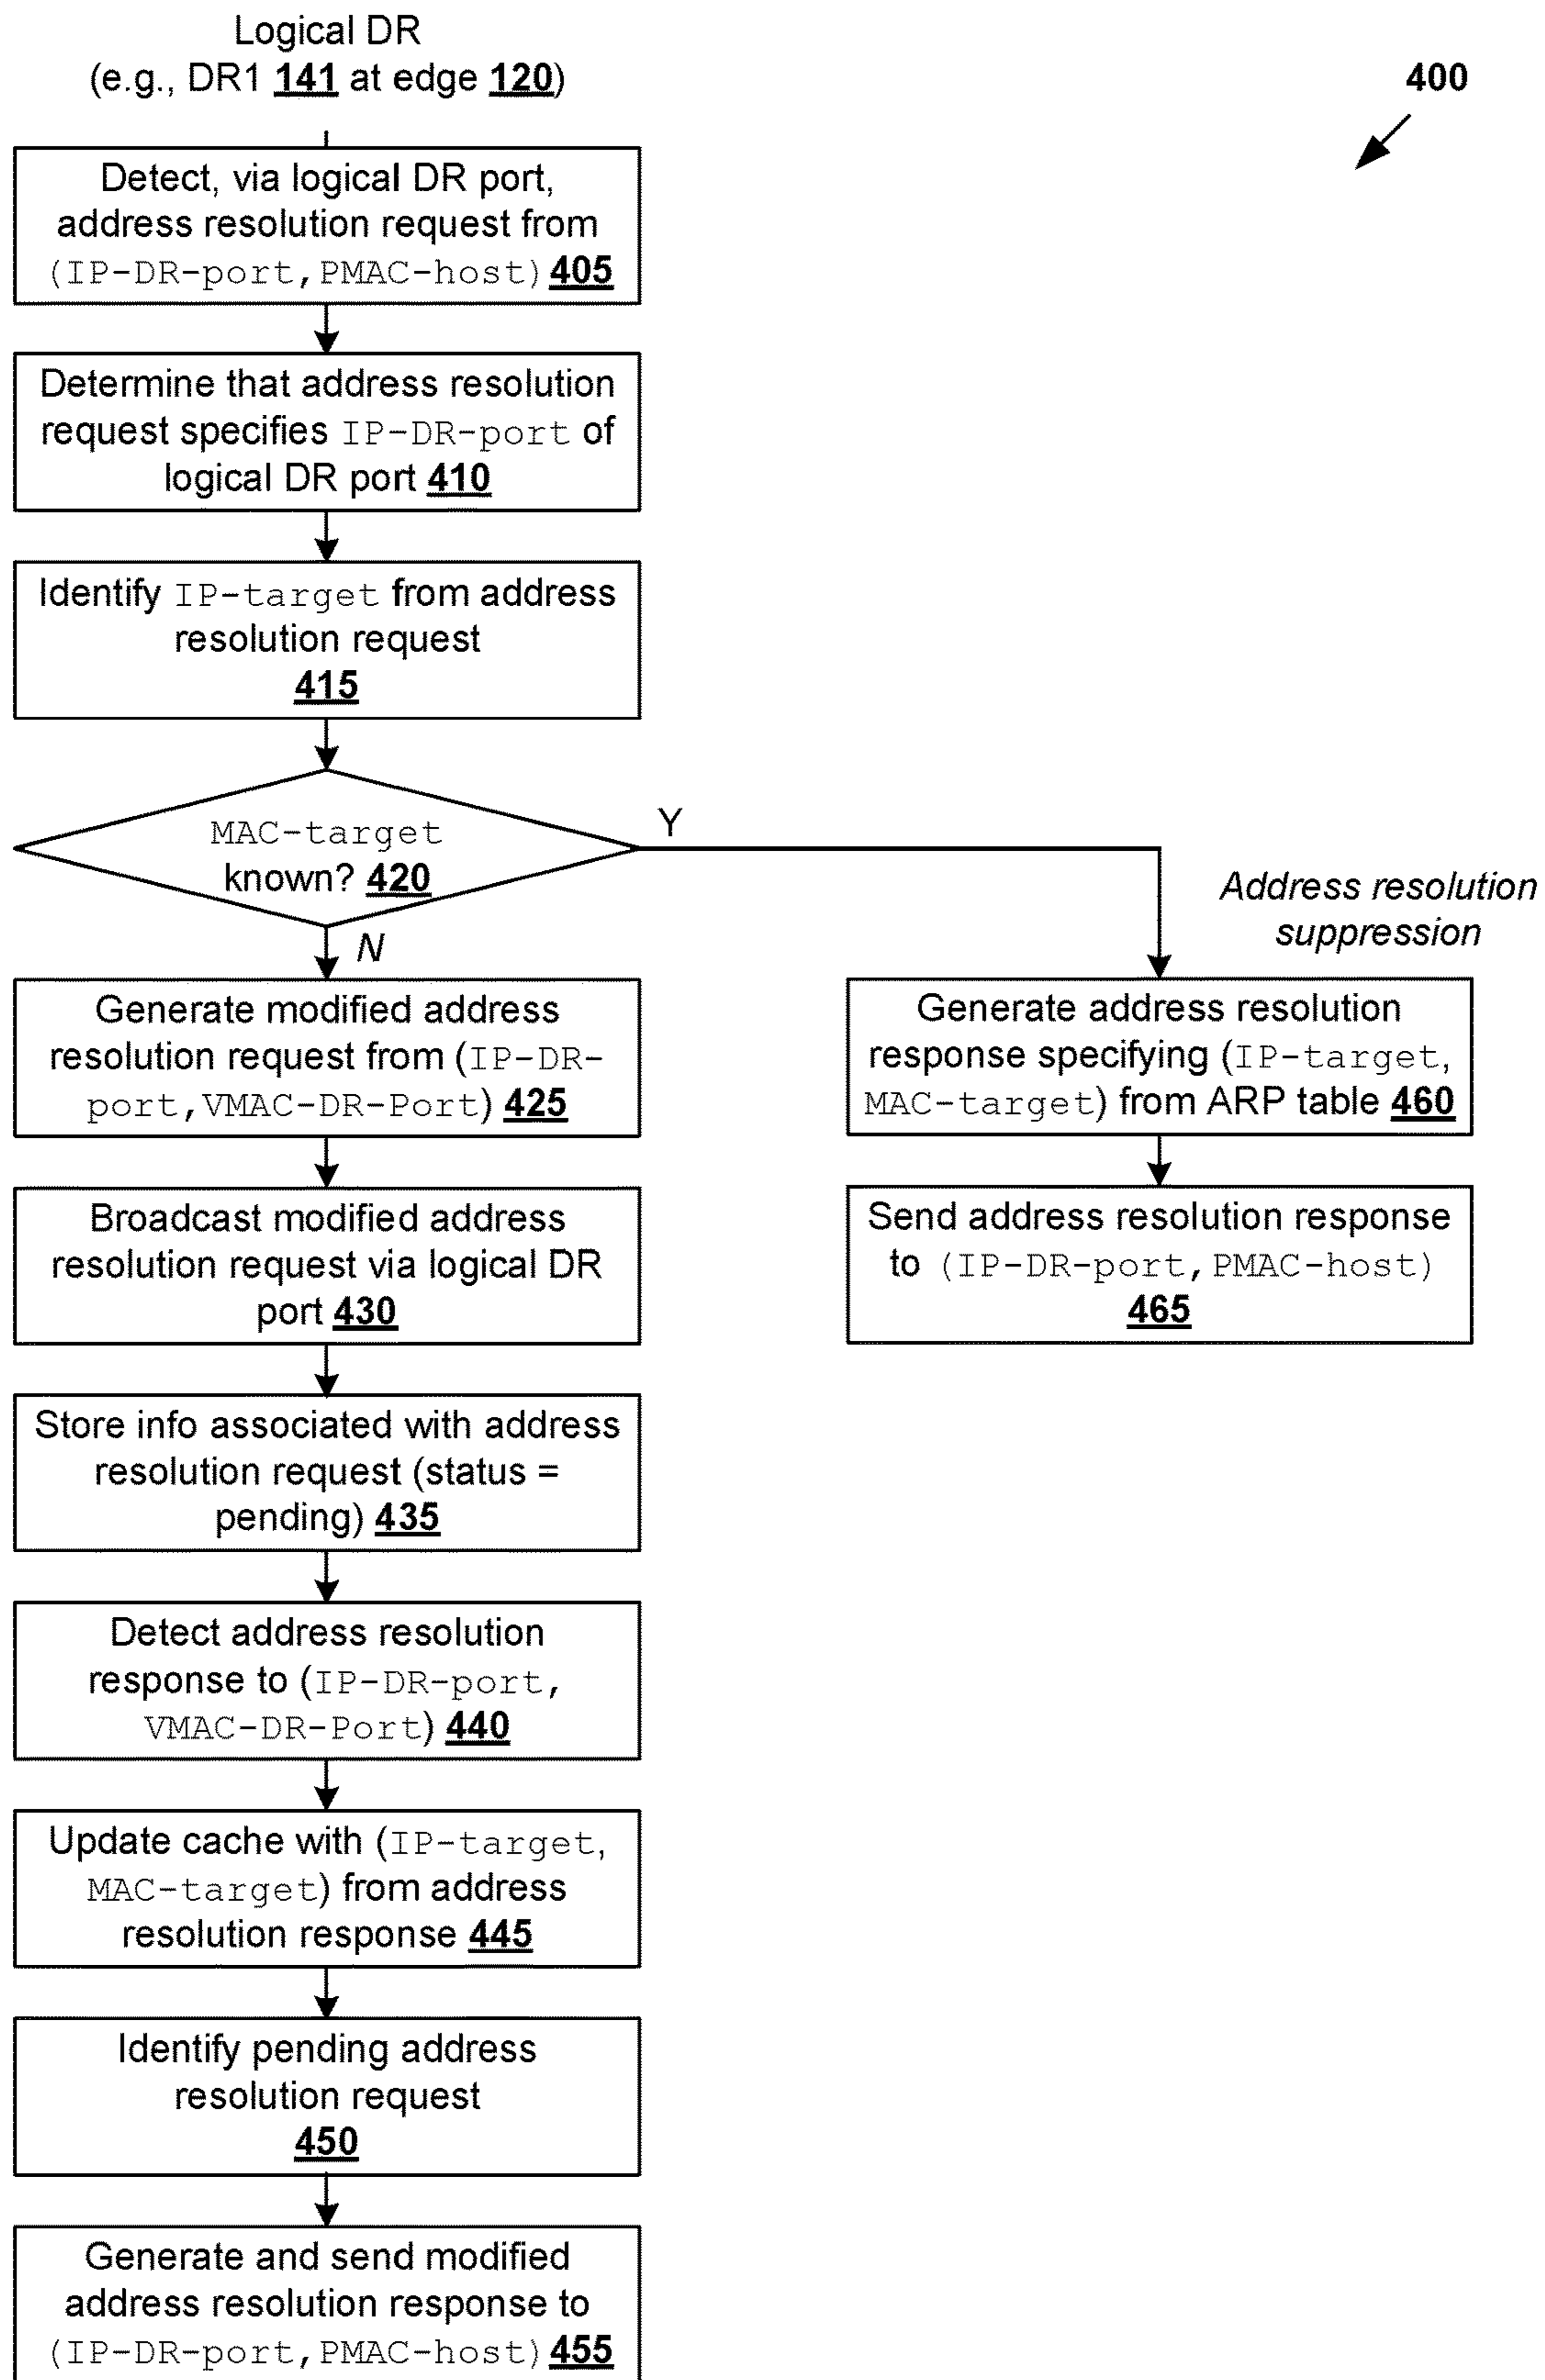 Logical DR
(e.g., DR1 141 at edge 120)
400
Detect, via logical DR port,
address resolution request from
(IP-DR-port,PMAC-host) 405
Determine that address resolution
request specifies IP-DR-port of
logical DR port 410
Identify IP-target from address
resolution request
415
MAC-target
known? 420
Y
N
Address resolution
suppression
Generate modified address
resolution request from (IP-DR-
port,VMAC-DR-Port) 425
Broadcast modified address
resolution request via logical DR
port 430
Store info associated with address
resolution request (status =
pending) 435
Detect address resolution
response to (IP-DR-port,
VMAC-DR-Port) 440
Update cache with (IP-target,
MAC-target) from address
resolution response 445
Identify pending address
resolution request
450
Generate and send modified
address resolution response to
(IP-DR-port,PMAC-host) 455
Generate address resolution
response specifying (IP-target,
MAC-target) from ARP table 460
Send address resolution response
to (IP-DR-port,PMAC-host)
465